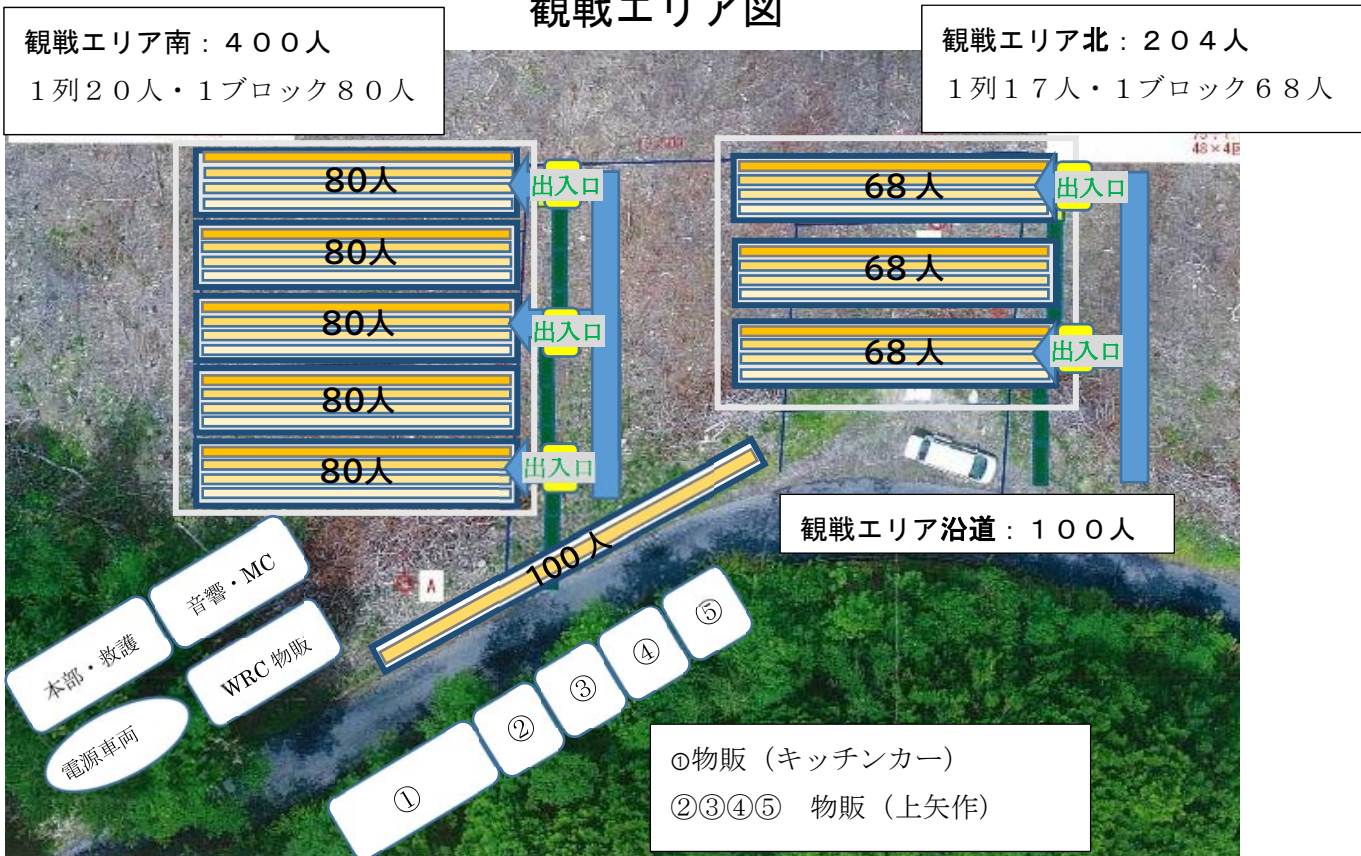 観戦エリア図
観戦エリア南：４００人
１列２０人・１ブロック８０人
観戦エリア北：２０４人
１列１７人・１ブロック６８人
48×4
80人
出入口
68人
出入口
80人
68人
80人
出入口
68人
出入口
80人
80人
出入口
観戦エリア沿道：１００人
100人
A
音響・MC
本部・救護
WRC 物販
電源車両
⑤
④
③
②
①
①物販（キッチンカー）
②③④⑤　物販（上矢作）